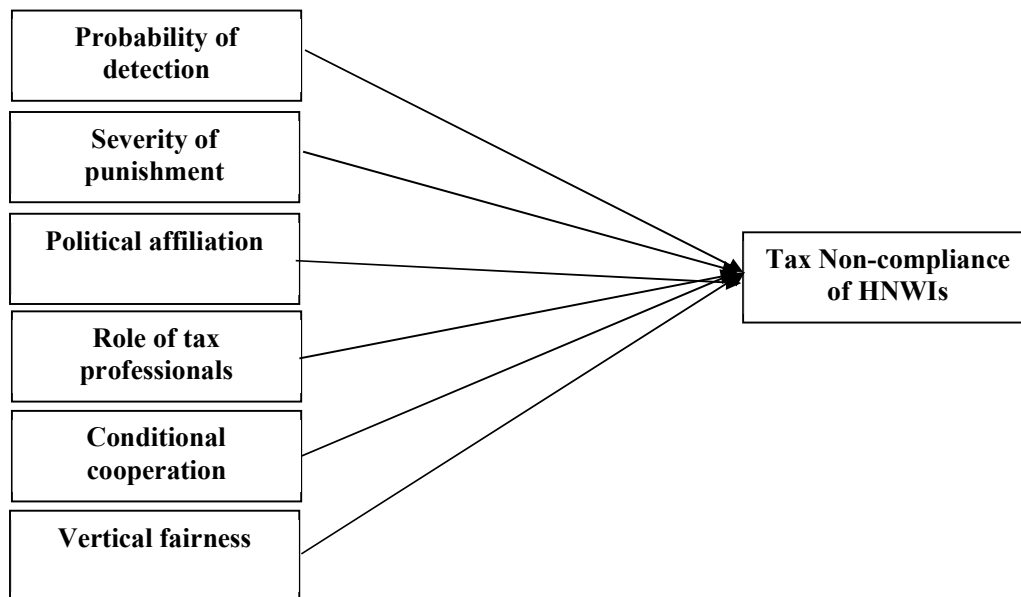 Probability of
detection
Severity of
punishment
Political affiliation
Role of tax
professionals
Conditional
cooperation
Vertical fairness
Tax Non-compliance
of HNWIs